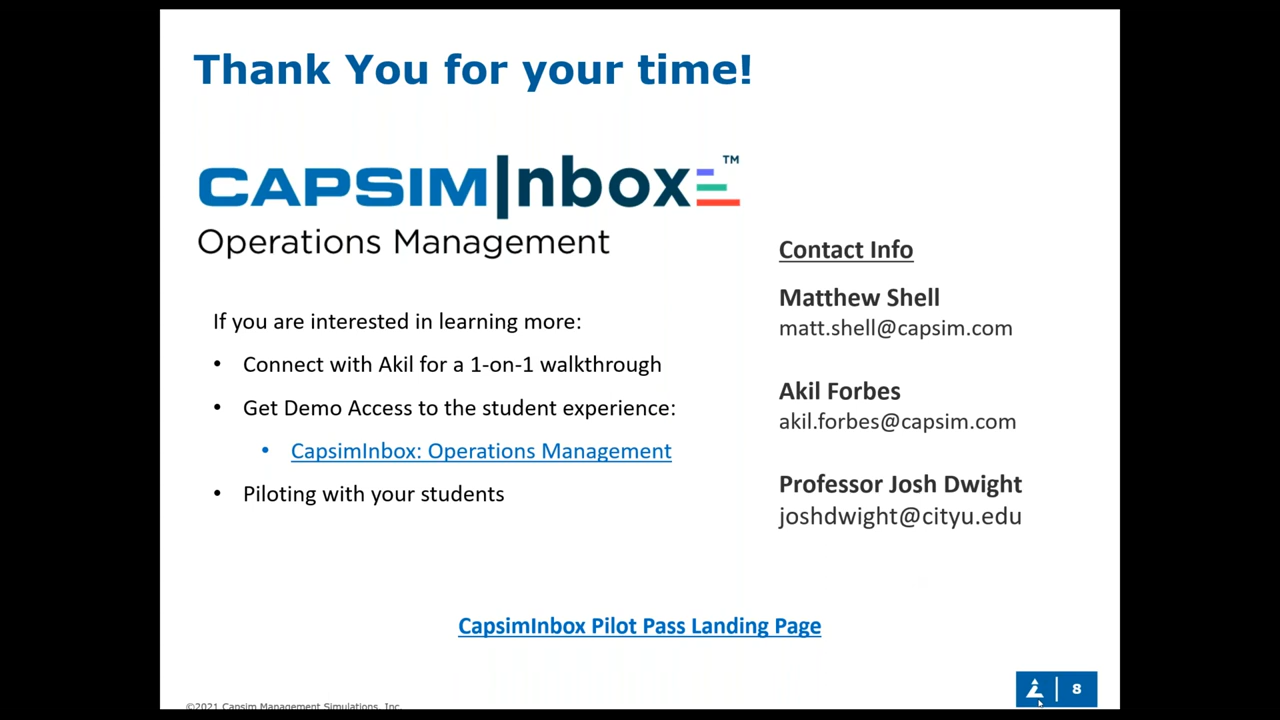 Thank You for your time!
CAPSIM|nbox™
Operations Management
If you are interested in learning more:
• Connect with Akil for a 1-on-1 walkthrough
• Get Demo Access to the student experience:
• CapsimInbox: Operations Management
• Piloting with your students
Contact Info
Matthew Shell
matt.shell@capsim.com
Akil Forbes
akil.forbes@capsim.com
Professor Josh Dwight
joshdwight@cityu.edu
CapsimInbox Pilot Pass Landing Page
©2021 Capsim Management Simulations, Inc.
8